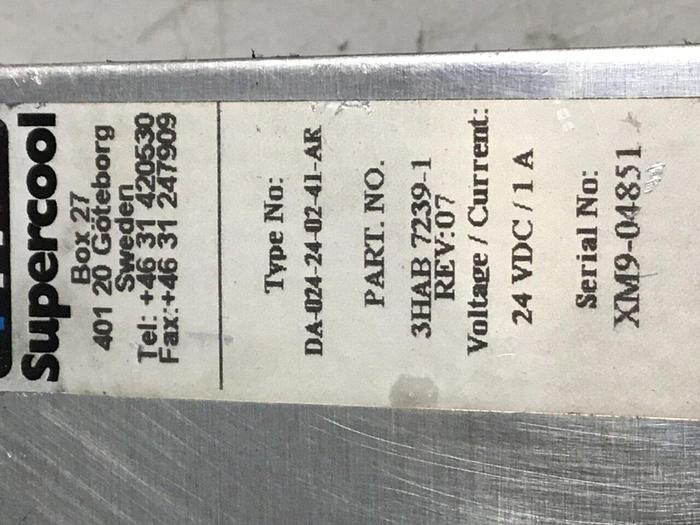 Supercool
Box 27
401 20 Göteborg
Sweden
Tel: +46 31 420530
Fax:+46 31 247909
Type No:
DA-024-24-02-41-AR
PART. NO.
3HAB 7239-1
REV:07
Voltage / Current:
24 VDC / 1 A
Serial No:
XM9-04851